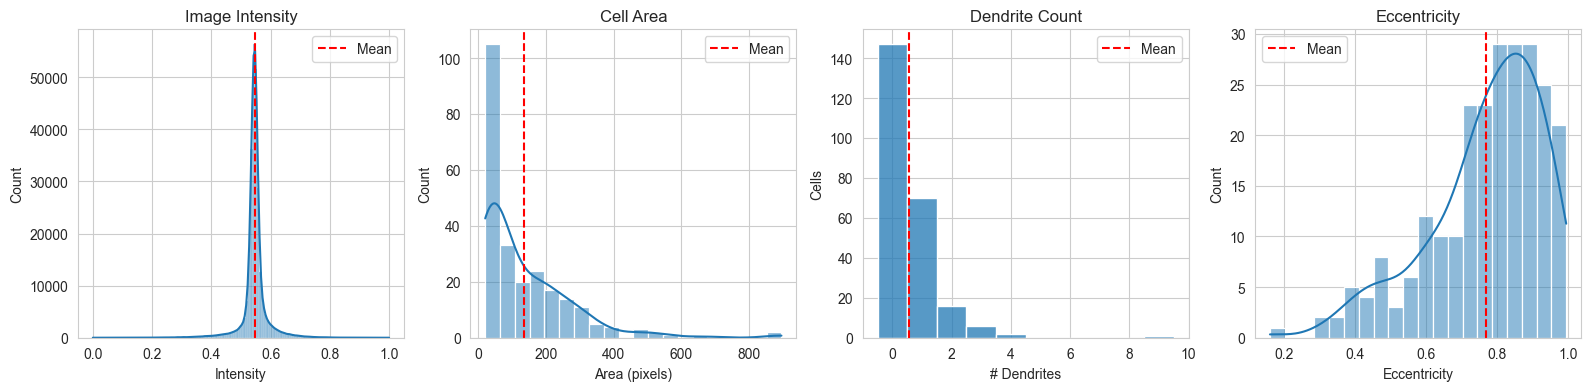 Image Intensity
Mean
Count
50000
40000
30000
20000
10000
0
0.0 0.2 0.4 0.6 0.8 1.0
Intensity
Cell Area
Mean
Count
100
80
60
40
20
0
0 200 400 600 800
Area (pixels)
Dendrite Count
Mean
Cells
140
120
100
80
60
40
20
0
0 2 4 6 8 10
# Dendrites
Eccentricity
Mean
Count
30
25
20
15
10
5
0
0.2 0.4 0.6 0.8 1.0
Eccentricity